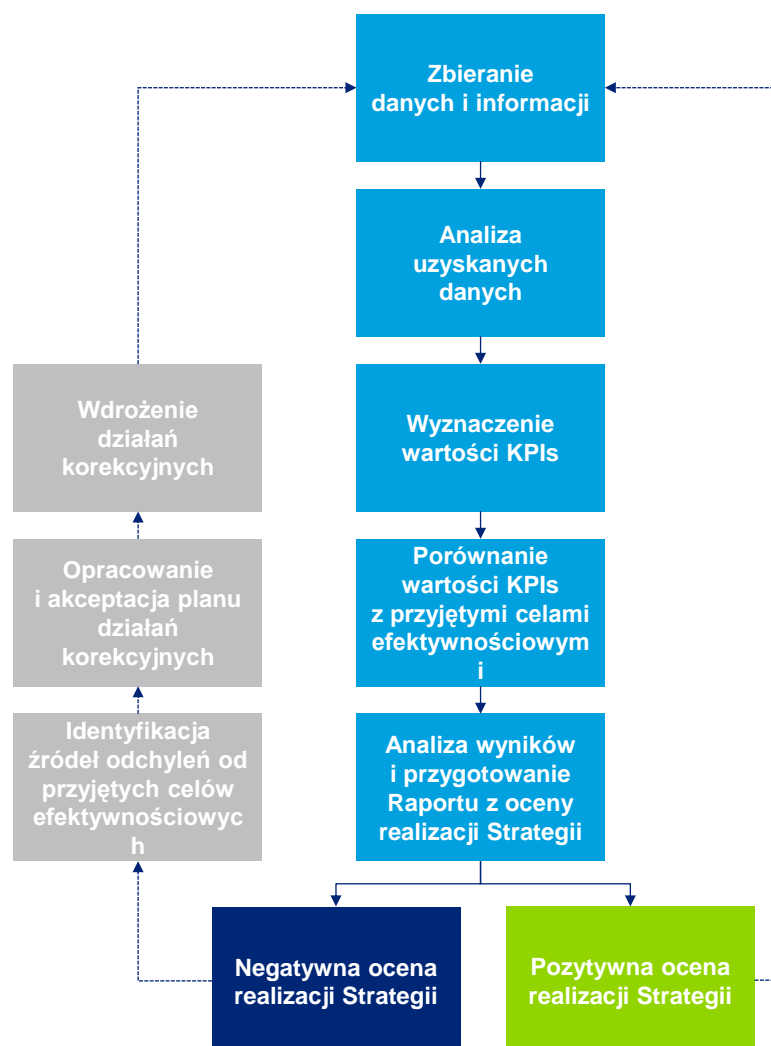 Zbieranie
danych i informacji
Analiza
uzyskanych
danych
Wdrożenie
działań
korekcyjnych
Wyznaczenie
wartości KPIs
Opracowanie
i akceptacja planu
działań
korekcyjnych
Porównanie
wartości KPIs
z przyjętymi celami
efektywnościowym
i
Identyfikacja
źródeł odchyleń od
przyjętych celów
efektywnościowyc
h
Analiza wyników
i przygotowanie
Raportu z oceny
realizacji Strategii
Negatywna ocena
realizacji Strategii
Pozytywna ocena
realizacji Strategii